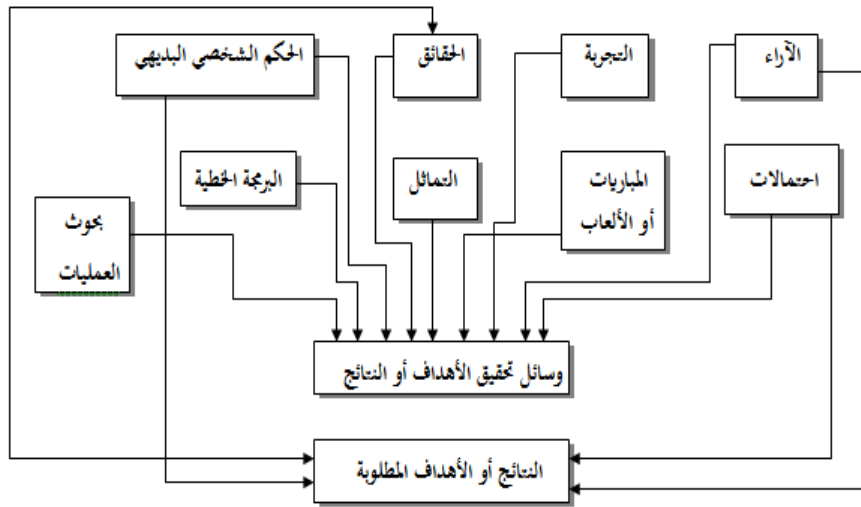 الآراء
التجربة
الحقائق
الحكم الشخصي البديهي
احتمالات
المباريات
أو الألعاب
التماثل
البرمجة الخطية
بحوث
العمليات
وسائل تحقيق الأهداف أو النتائج
النتائج أو الأهداف المطلوبة